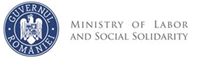 GUVERNUL ROMÂNIEI
MINISTRY OF LABOR
AND SOCIAL SOLIDARITY